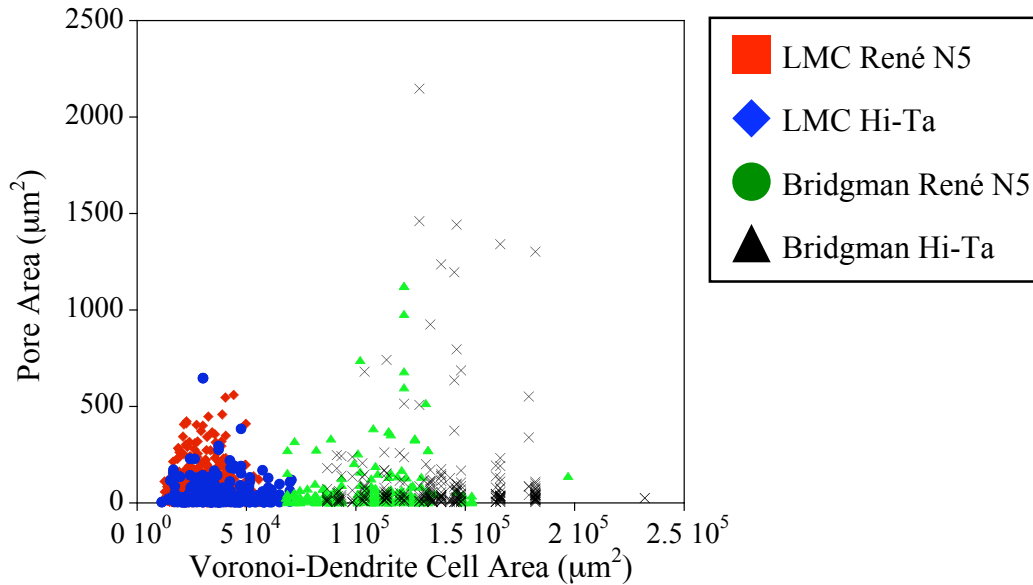 2500
2000
1500
1000
500
0
Pore Area (μm²)
0 10⁰
5 10⁴
1 10⁵
1.5 10⁵
2 10⁵
2.5 10⁵
Voronoi-Dendrite Cell Area (μm²)
LMC René N5
LMC Hi-Ta
Bridgman René N5
Bridgman Hi-Ta